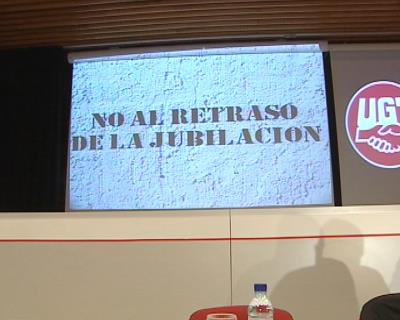 NO AL RETRASO
DE LA JUBILACION
UGT